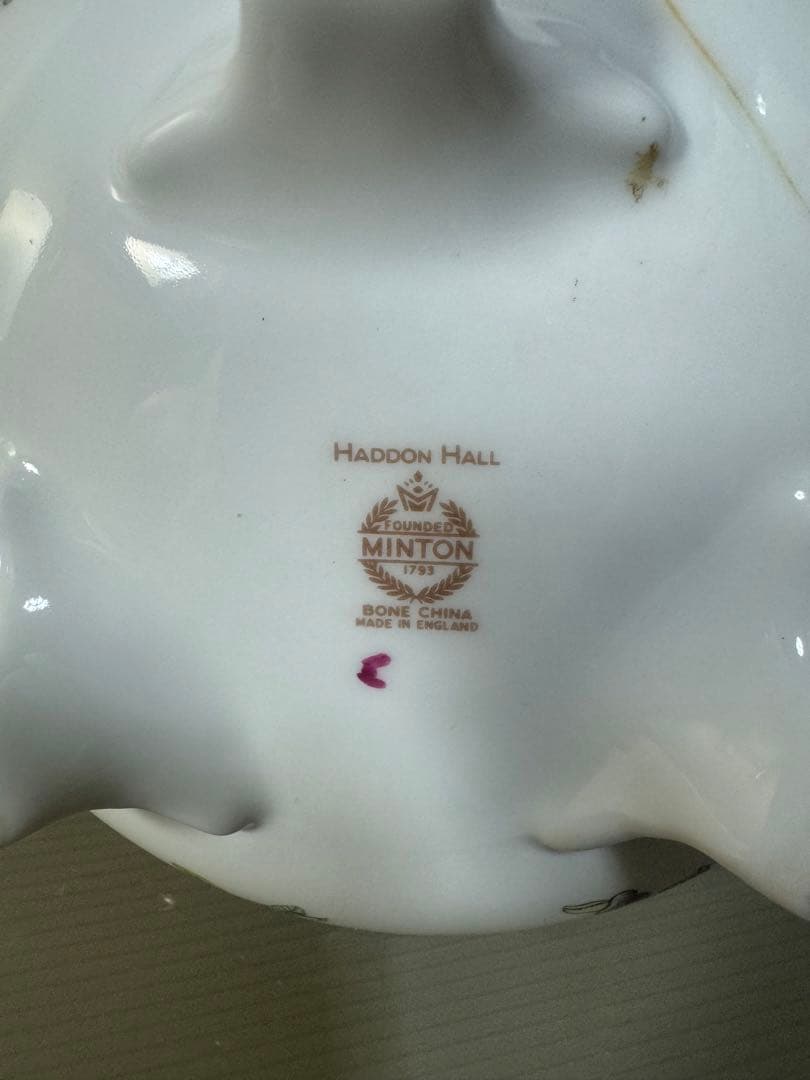 HADDON HALL
M
FOUNDED
MINTON
1793
BONE CHINA
MADE IN ENGLAND